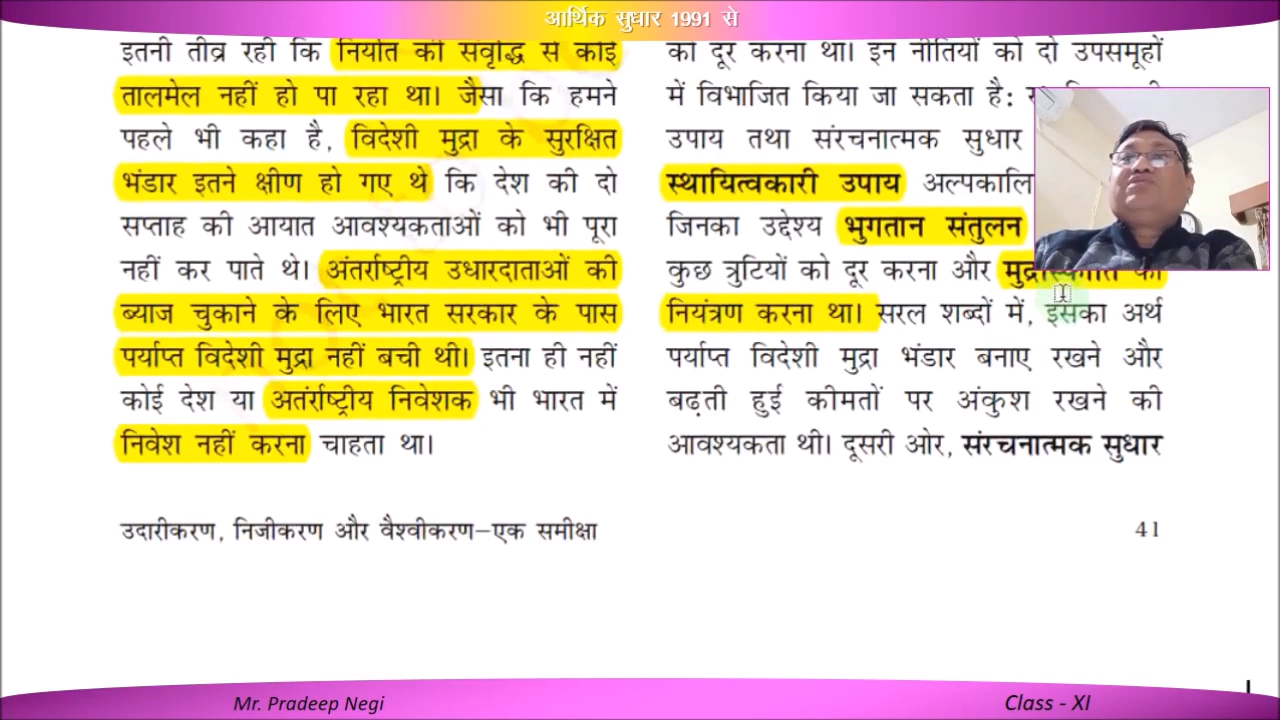 आर्थिक सुधार 1991 से
इतनी तीव्र रही कि निर्यात की संवृद्धि से कोई
तालमेल नहीं हो पा रहा था। जैसा कि हमने
पहले भी कहा है, विदेशी मुद्रा के सुरक्षित
भंडार इतने क्षीण हो गए थे कि देश की दो
सप्ताह की आयात आवश्यकताओं को भी पूरा
नहीं कर पाते थे। अंतर्राष्ट्रीय उधारदाताओं की
ब्याज चुकाने के लिए भारत सरकार के पास
पर्याप्त विदेशी मुद्रा नहीं बची थी। इतना ही नहीं
कोई देश या अतंर्राष्ट्रीय निवेशक भी भारत में
निवेश नहीं करना चाहता था।
को दूर करना था। इन नीतियों को दो उपसमूहों
में विभाजित किया जा सकता है:
उपाय तथा संरचनात्मक सुधार
स्थायित्वकारी उपाय
जिनका उद्देश्य भुगतान संतुलन
कुछ त्रुटियों को दूर करना और
नियंत्रण करना था। सरल शब्दों में, इसका अर्थ
पर्याप्त विदेशी मुद्रा भंडार बनाए रखने और
बढ़ती हुई कीमतों पर अंकुश रखने की
आवश्यकता थी। दूसरी ओर, संरचनात्मक सुधार
उदारीकरण, निजीकरण और वैश्वीकरण–एक समीक्षा 41
Mr. Pradeep Negi Class - XI